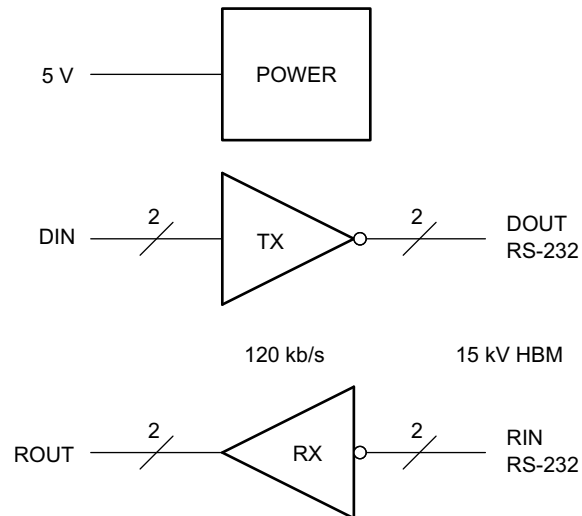 5 V
POWER
2
2
DIN
TX
DOUT
RS-232
120 kb/s
15 kV HBM
2
2
ROUT
RX
RIN
RS-232